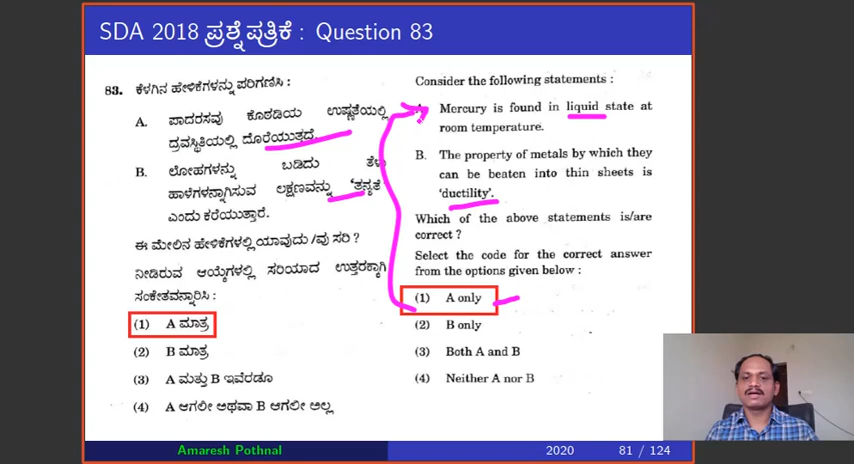 SDA 2018 ಪ್ರಶ್ನೆಪತ್ರಿಕೆ : Question 83
83. ಕೆಳಗಿನ ಹೇಳಿಕೆಗಳನ್ನು ಪರಿಗಣಿಸಿ :
A. ಪಾದರಸವು ಕೊಠಡಿಯ ಉಷ್ಣತೆಯಲ್ಲಿ
ದ್ರವಸ್ಥಿತಿಯಲ್ಲಿ ದೊರೆಯುತ್ತದೆ.
B. ಲೋಹಗಳನ್ನು ಬಡಿದು ತೆಳು
ಹಾಳೆಗಳನ್ನಾಗಿಸುವ ಲಕ್ಷಣವನ್ನು 'ತನ್ಯತೆ'
ಎಂದು ಕರೆಯುತ್ತಾರೆ.
ಈ ಮೇಲಿನ ಹೇಳಿಕೆಗಳಲ್ಲಿ ಯಾವುದು /ವು ಸರಿ ?
ನೀಡಿರುವ ಆಯ್ಕೆಗಳಲ್ಲಿ ಸರಿಯಾದ ಉತ್ತರಕ್ಕಾಗಿ
ಸಂಕೇತವನ್ನಾರಿಸಿ :
(1) A ಮಾತ್ರ
(2) B ಮಾತ್ರ
(3) A ಮತ್ತು B ಇವೆರಡೂ
(4) A ಆಗಲೀ ಅಥವಾ B ಆಗಲೀ ಅಲ್ಲ
Consider the following statements :
Mercury is found in liquid state at
room temperature.
B. The property of metals by which they
can be beaten into thin sheets is
'ductility'.
Which of the above statements is/are
correct ?
Select the code for the correct answer
from the options given below :
(1) A only
(2) B only
(3) Both A and B
(4) Neither A nor B
Amaresh Pothnal 2020 81 / 124